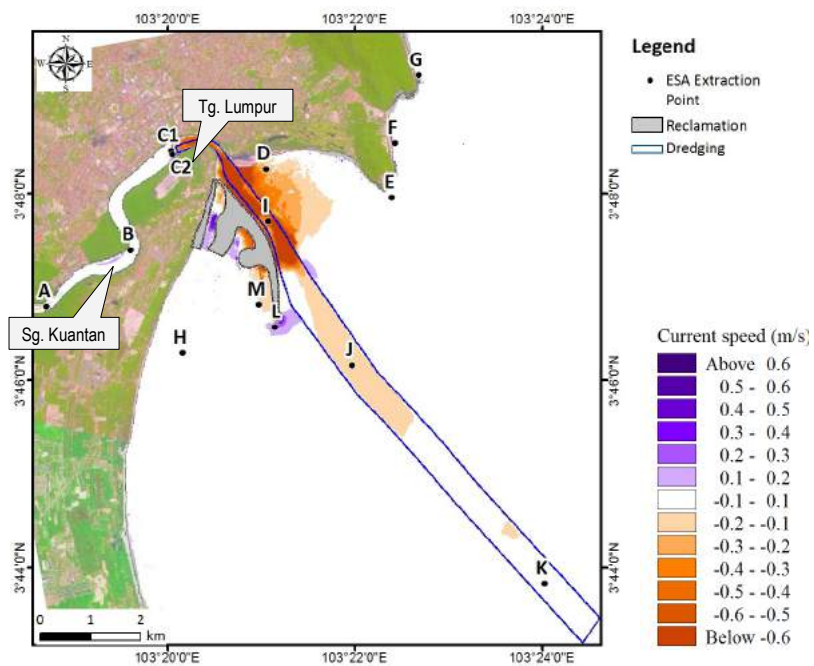 103°20'0"E 103°22'0"E 103°24'0"E
N
W E
S
G
Legend
ESA Extraction
Point
Reclamation
Dredging
Tg. Lumpur
C1
C2
F
D
E
3°48'0"N 3°48'0"N
I
B
A
M
L
Sg. Kuantan
H
J
3°46'0"N 3°46'0"N
K
3°44'0"N 3°44'0"N
0 1 2
km
103°20'0"E 103°22'0"E 103°24'0"E
Current speed (m/s)
Above 0.6
0.5 - 0.6
0.4 - 0.5
0.3 - 0.4
0.2 - 0.3
0.1 - 0.2
-0.1 - 0.1
-0.2 - -0.1
-0.3 - -0.2
-0.4 - -0.3
-0.5 - -0.4
-0.6 - -0.5
Below -0.6